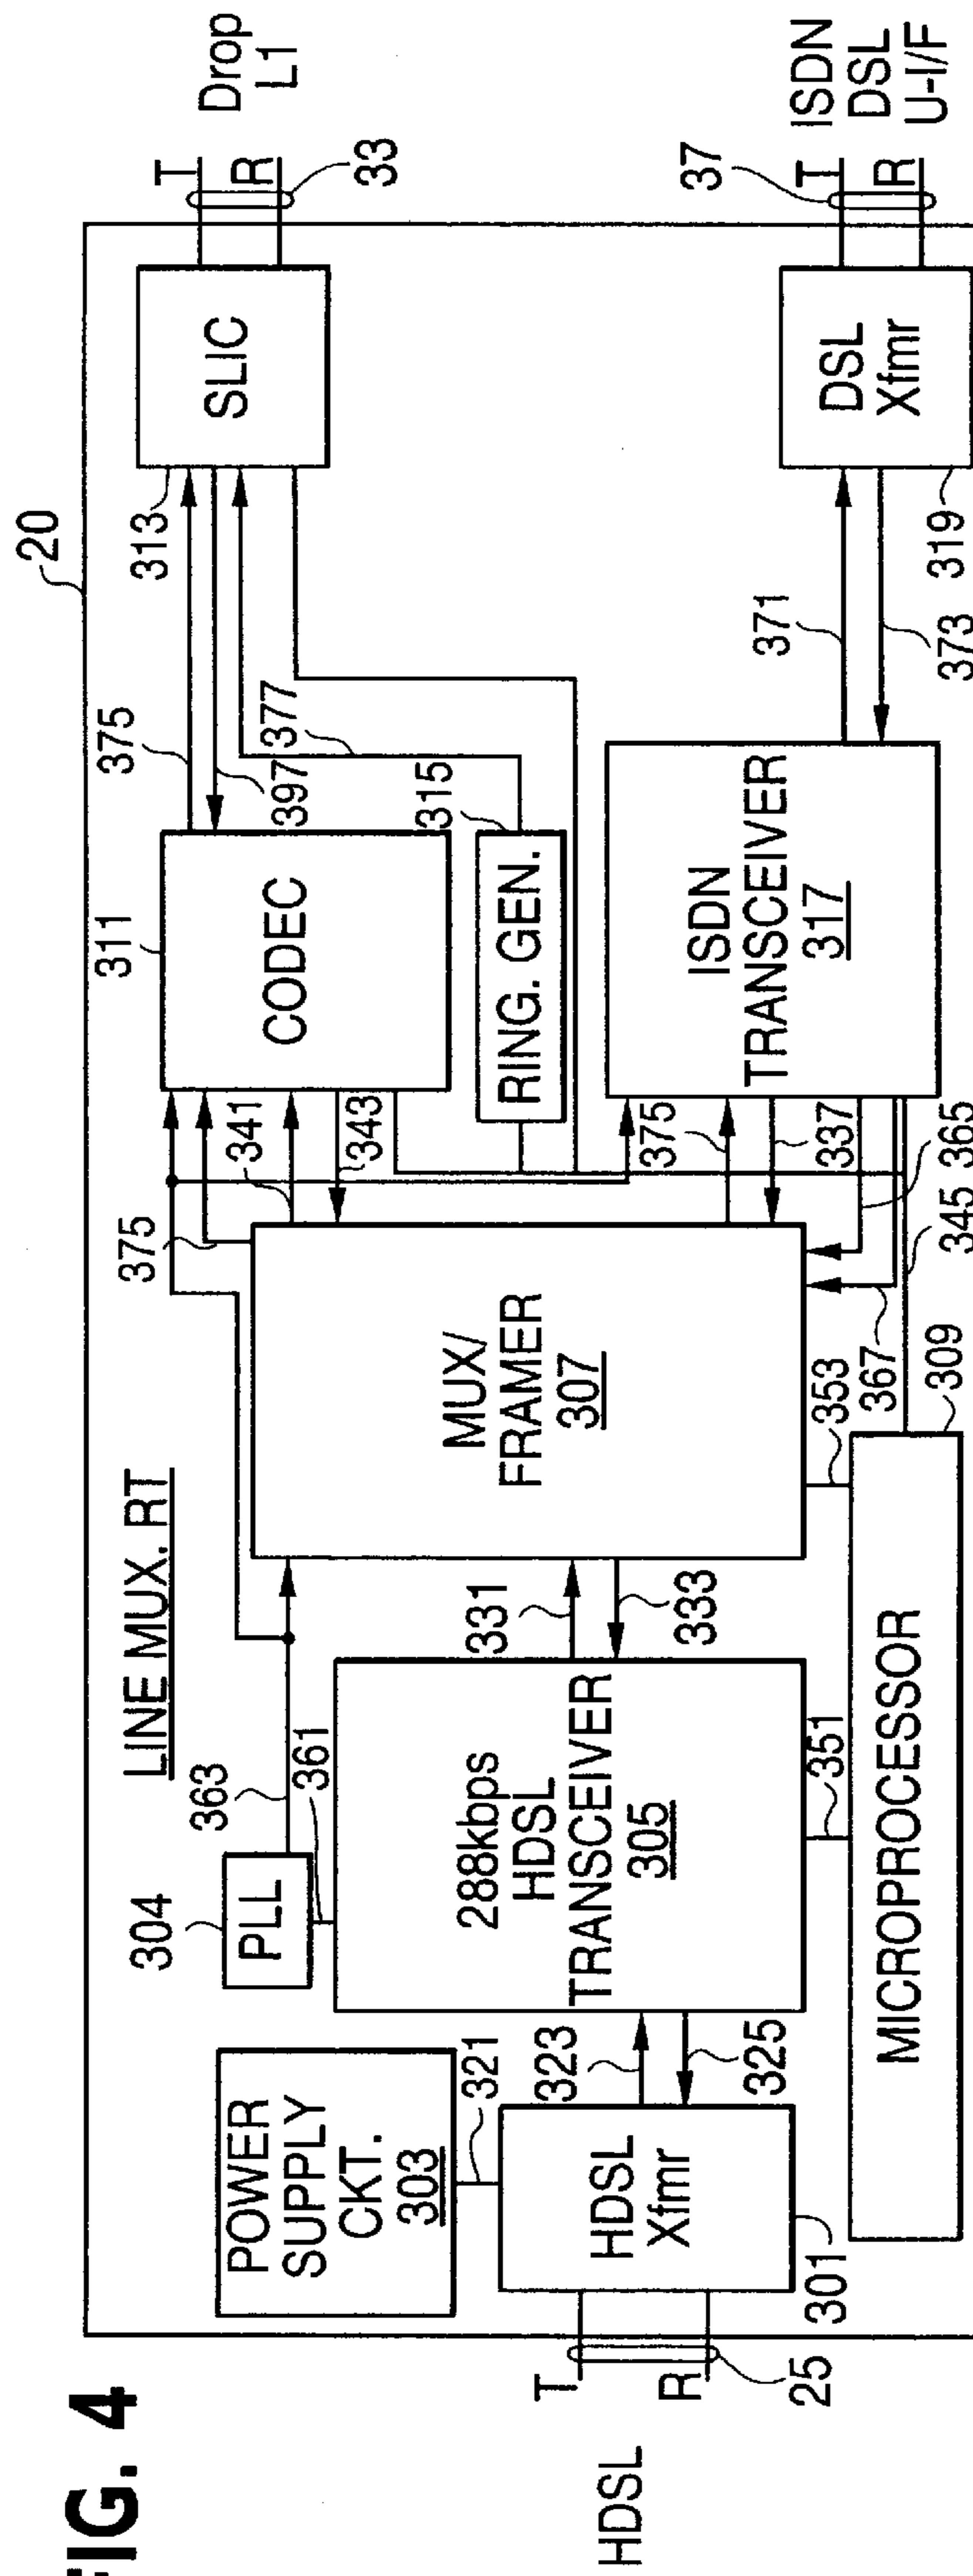 FIG. 4
LINE MUX. RT
20
HDSL
T
R
25
HDSL
Xfmr
301
321
POWER
SUPPLY
CKT.
303
323
325
304
PLL
361
363
288kbps
HDSL
TRANSCEIVER
305
351
331
333
MUX/
FRAMER
307
353
MICROPROCESSOR
309
375
341
343
311
CODEC
375
397
377
315
RING. GEN.
375
337
365
367
345
ISDN
TRANSCEIVER
317
371
373
313
SLIC
T
R
33
Drop
L1
319
DSL
Xfmr
37
T
R
ISDN
DSL
U-I/F